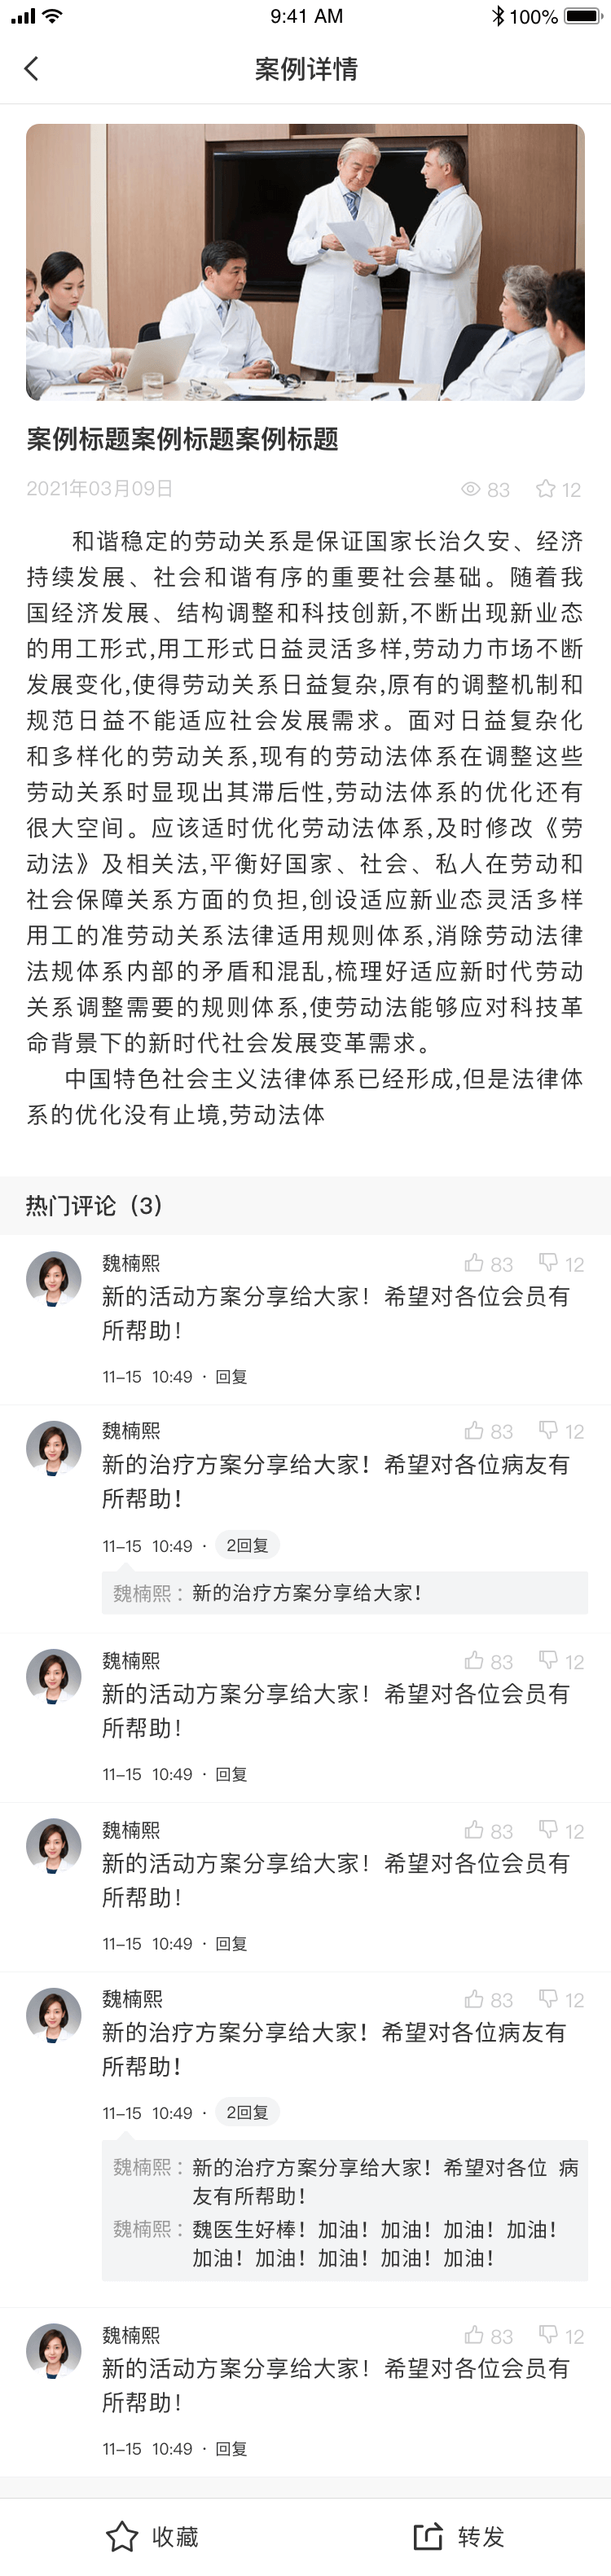 9:41 AM
100%
案例详情
案例标题案例标题案例标题
2021年03月09日
83
12
和谐稳定的劳动关系是保证国家长治久安、经济
持续发展、社会和谐有序的重要社会基础。随着我
国经济发展、结构调整和科技创新,不断出现新业态
的用工形式,用工形式日益灵活多样,劳动力市场不断
发展变化,使得劳动关系日益复杂,原有的调整机制和
规范日益不能适应社会发展需求。面对日益复杂化
和多样化的劳动关系,现有的劳动法体系在调整这些
劳动关系时显现出其滞后性,劳动法体系的优化还有
很大空间。应该适时优化劳动法体系,及时修改《劳
动法》及相关法,平衡好国家、社会、私人在劳动和
社会保障关系方面的负担,创设适应新业态灵活多样
用工的准劳动关系法律适用规则体系,消除劳动法律
法规体系内部的矛盾和混乱,梳理好适应新时代劳动
关系调整需要的规则体系,使劳动法能够应对科技革
命背景下的新时代社会发展变革需求。
中国特色社会主义法律体系已经形成,但是法律体
系的优化没有止境,劳动法体
热门评论（3）
魏楠熙
83
12
新的活动方案分享给大家！希望对各位会员有
所帮助！
11-15 10:49 · 回复
魏楠熙
83
12
新的治疗方案分享给大家！希望对各位病友有
所帮助！
11-15 10:49 · 2回复
魏楠熙：新的治疗方案分享给大家！
魏楠熙
83
12
新的活动方案分享给大家！希望对各位会员有
所帮助！
11-15 10:49 · 回复
魏楠熙
83
12
新的活动方案分享给大家！希望对各位会员有
所帮助！
11-15 10:49 · 回复
魏楠熙
83
12
新的治疗方案分享给大家！希望对各位病友有
所帮助！
11-15 10:49 · 2回复
魏楠熙：新的治疗方案分享给大家！希望对各位 病
友有所帮助！
魏楠熙：魏医生好棒！加油！加油！加油！加油！
加油！加油！加油！加油！加油！
魏楠熙
83
12
新的活动方案分享给大家！希望对各位会员有
所帮助！
11-15 10:49 · 回复
收藏
转发